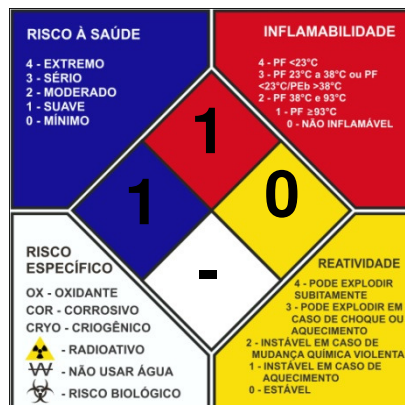 RISCO À SAÚDE
4 - EXTREMO
3 - SÉRIO
2 - MODERADO
1 - SUAVE
0 - MÍNIMO
INFLAMABILIDADE
4 - PF <23°C
3 - PF 23°C a 38°C ou PF
<23°C/PEb >38°C
2 - PF 38°C e 93°C
1 - PF ≥93°C
0 - NÃO INFLAMÁVEL
1
1
0
-
RISCO
ESPECÍFICO
OX - OXIDANTE
COR - CORROSIVO
CRYO - CRIOGÊNICO
- RADIOATIVO
W - NÃO USAR ÁGUA
- RISCO BIOLÓGICO
REATIVIDADE
4 - PODE EXPLODIR
SUBITAMENTE
3 - PODE EXPLODIR EM
CASO DE CHOQUE OU
AQUECIMENTO
2 - INSTÁVEL EM CASO DE
MUDANÇA QUÍMICA VIOLENTA
1 - INSTÁVEL EM CASO DE
AQUECIMENTO
0 - ESTÁVEL